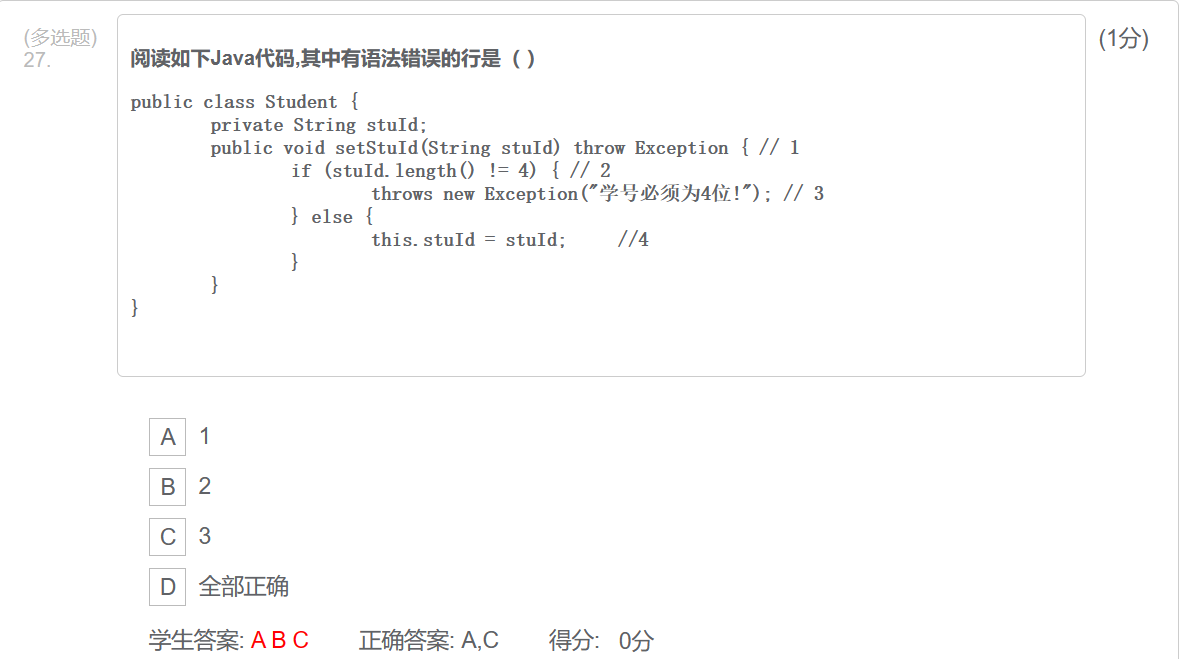 (多选题)
27.
(1分)
阅读如下Java代码,其中有语法错误的行是（ ）
public class Student {
private String stuId;
public void setStuId(String stuId) throw Exception { // 1
if (stuId.length() != 4) { // 2
throws new Exception("学号必须为4位!"); // 3
} else {
this.stuId = stuId; //4
}
}
}
A 1
B 2
C 3
D 全部正确
学生答案: A B C 正确答案: A,C 得分: 0分